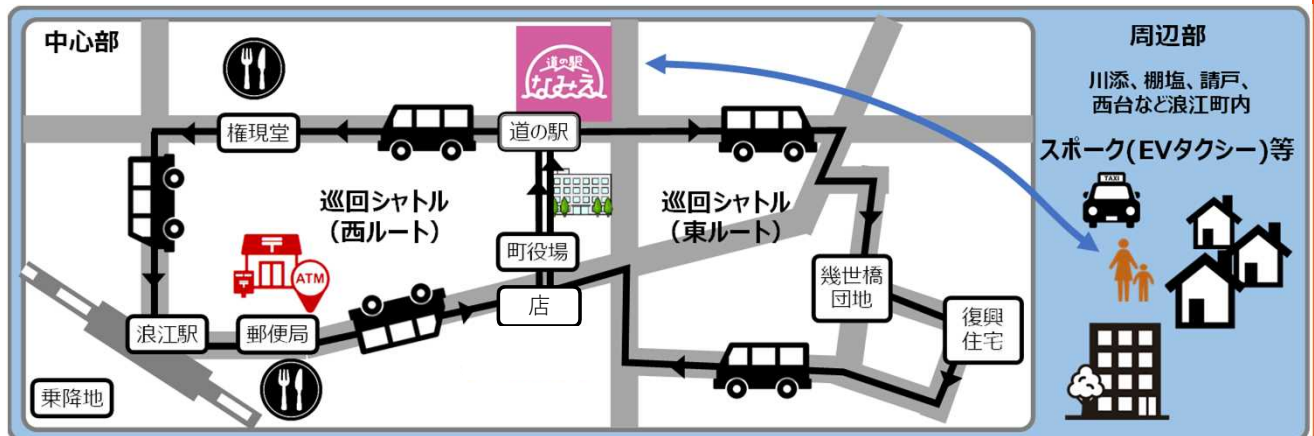 中心部
道の駅
なみえ
権現堂
道の駅
巡回シャトル
(西ルート)
巡回シャトル
(東ルート)
町役場
ATM
店
幾世橋
団地
復興
住宅
浪江駅
郵便局
乗降地
周辺部
川添、棚塩、請戸、
西台など浪江町内
スポーク(EVタクシー)等
TAXI